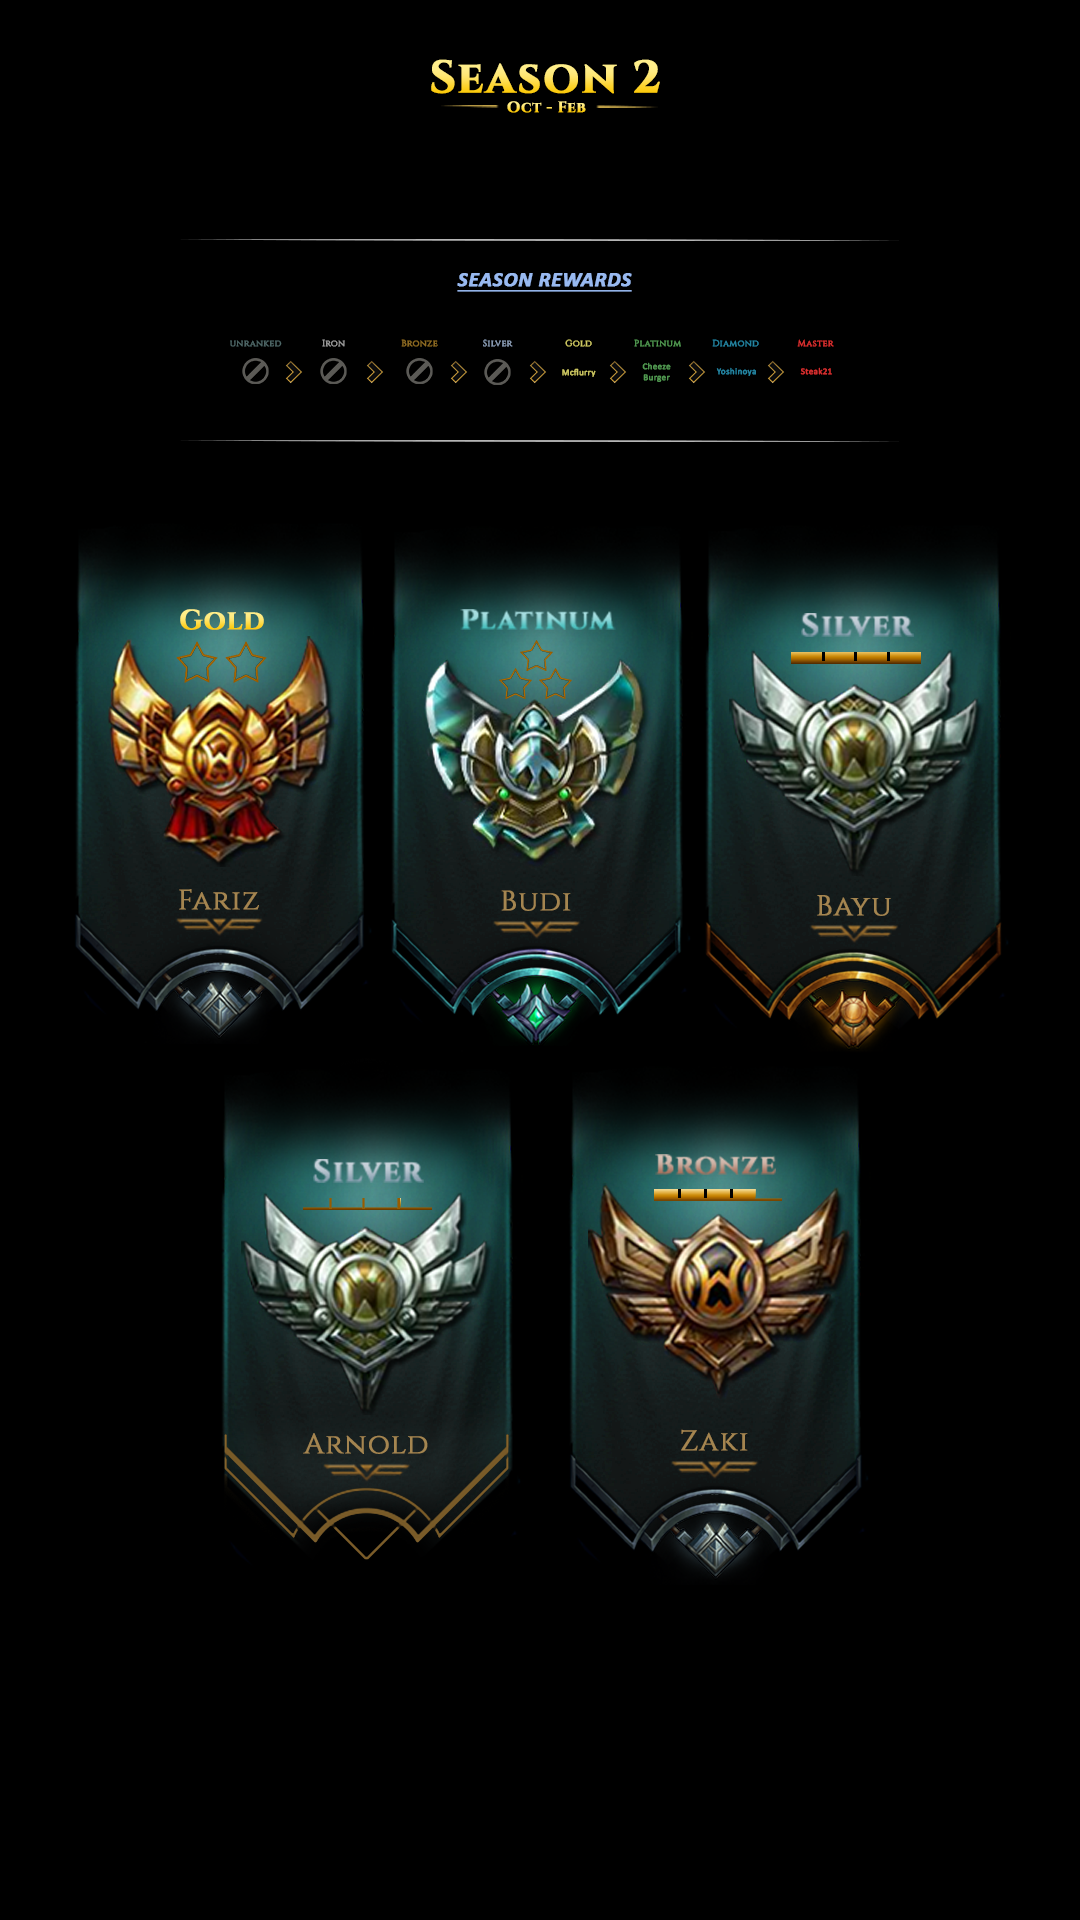 SEASON 2
OCT - FEB
SEASON REWARDS
UNRANKED IRON BRONZE SILVER GOLD PLATINUM DIAMOND MASTER
Mcflurry Cheeze Burger Yoshinoya Steak21
GOLD
PLATINUM
SILVER
FARIZ
BUDI
BAYU
SILVER
BRONZE
ARNOLD
ZAKI